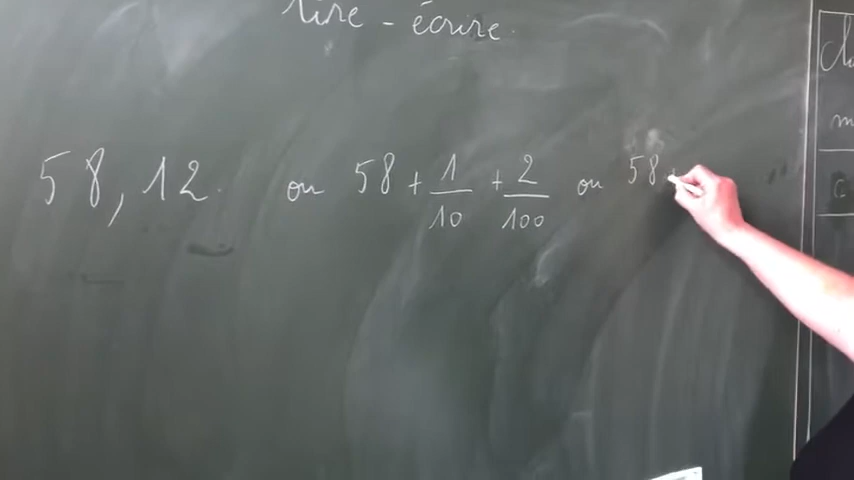 lire - écrire.
58,12. ou 58 + 1/10 + 2/100 ou 58 +